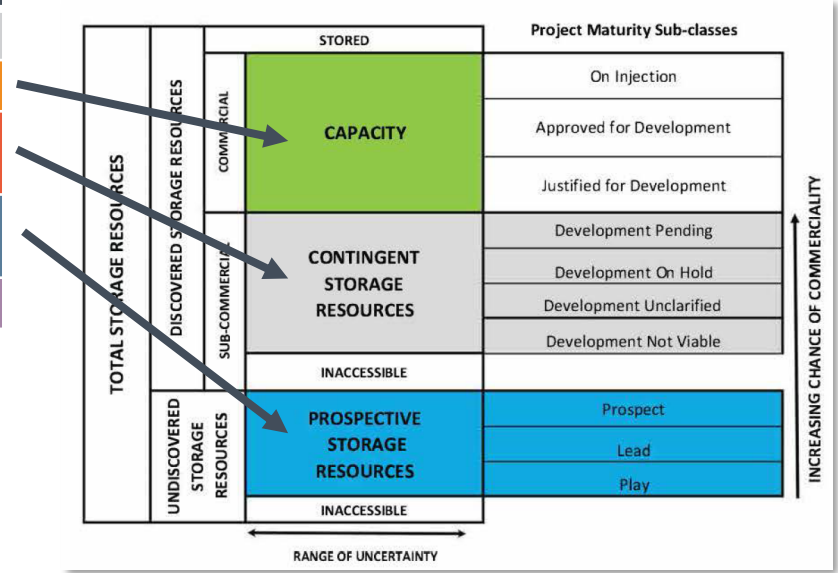 STORED
Project Maturity Sub-classes
TOTAL STORAGE RESOURCES
DISCOVERED STORAGE RESOURCES
COMMERCIAL
CAPACITY
On Injection
Approved for Development
Justified for Development
SUB-COMMERCIAL
CONTINGENT
STORAGE
RESOURCES
Development Pending
Development On Hold
Development Unclarified
Development Not Viable
INACCESSIBLE
UNDISCOVERED
STORAGE
RESOURCES
PROSPECTIVE
STORAGE
RESOURCES
Prospect
Lead
Play
INACCESSIBLE
RANGE OF UNCERTAINTY
INCREASING CHANCE OF COMMERCIALITY